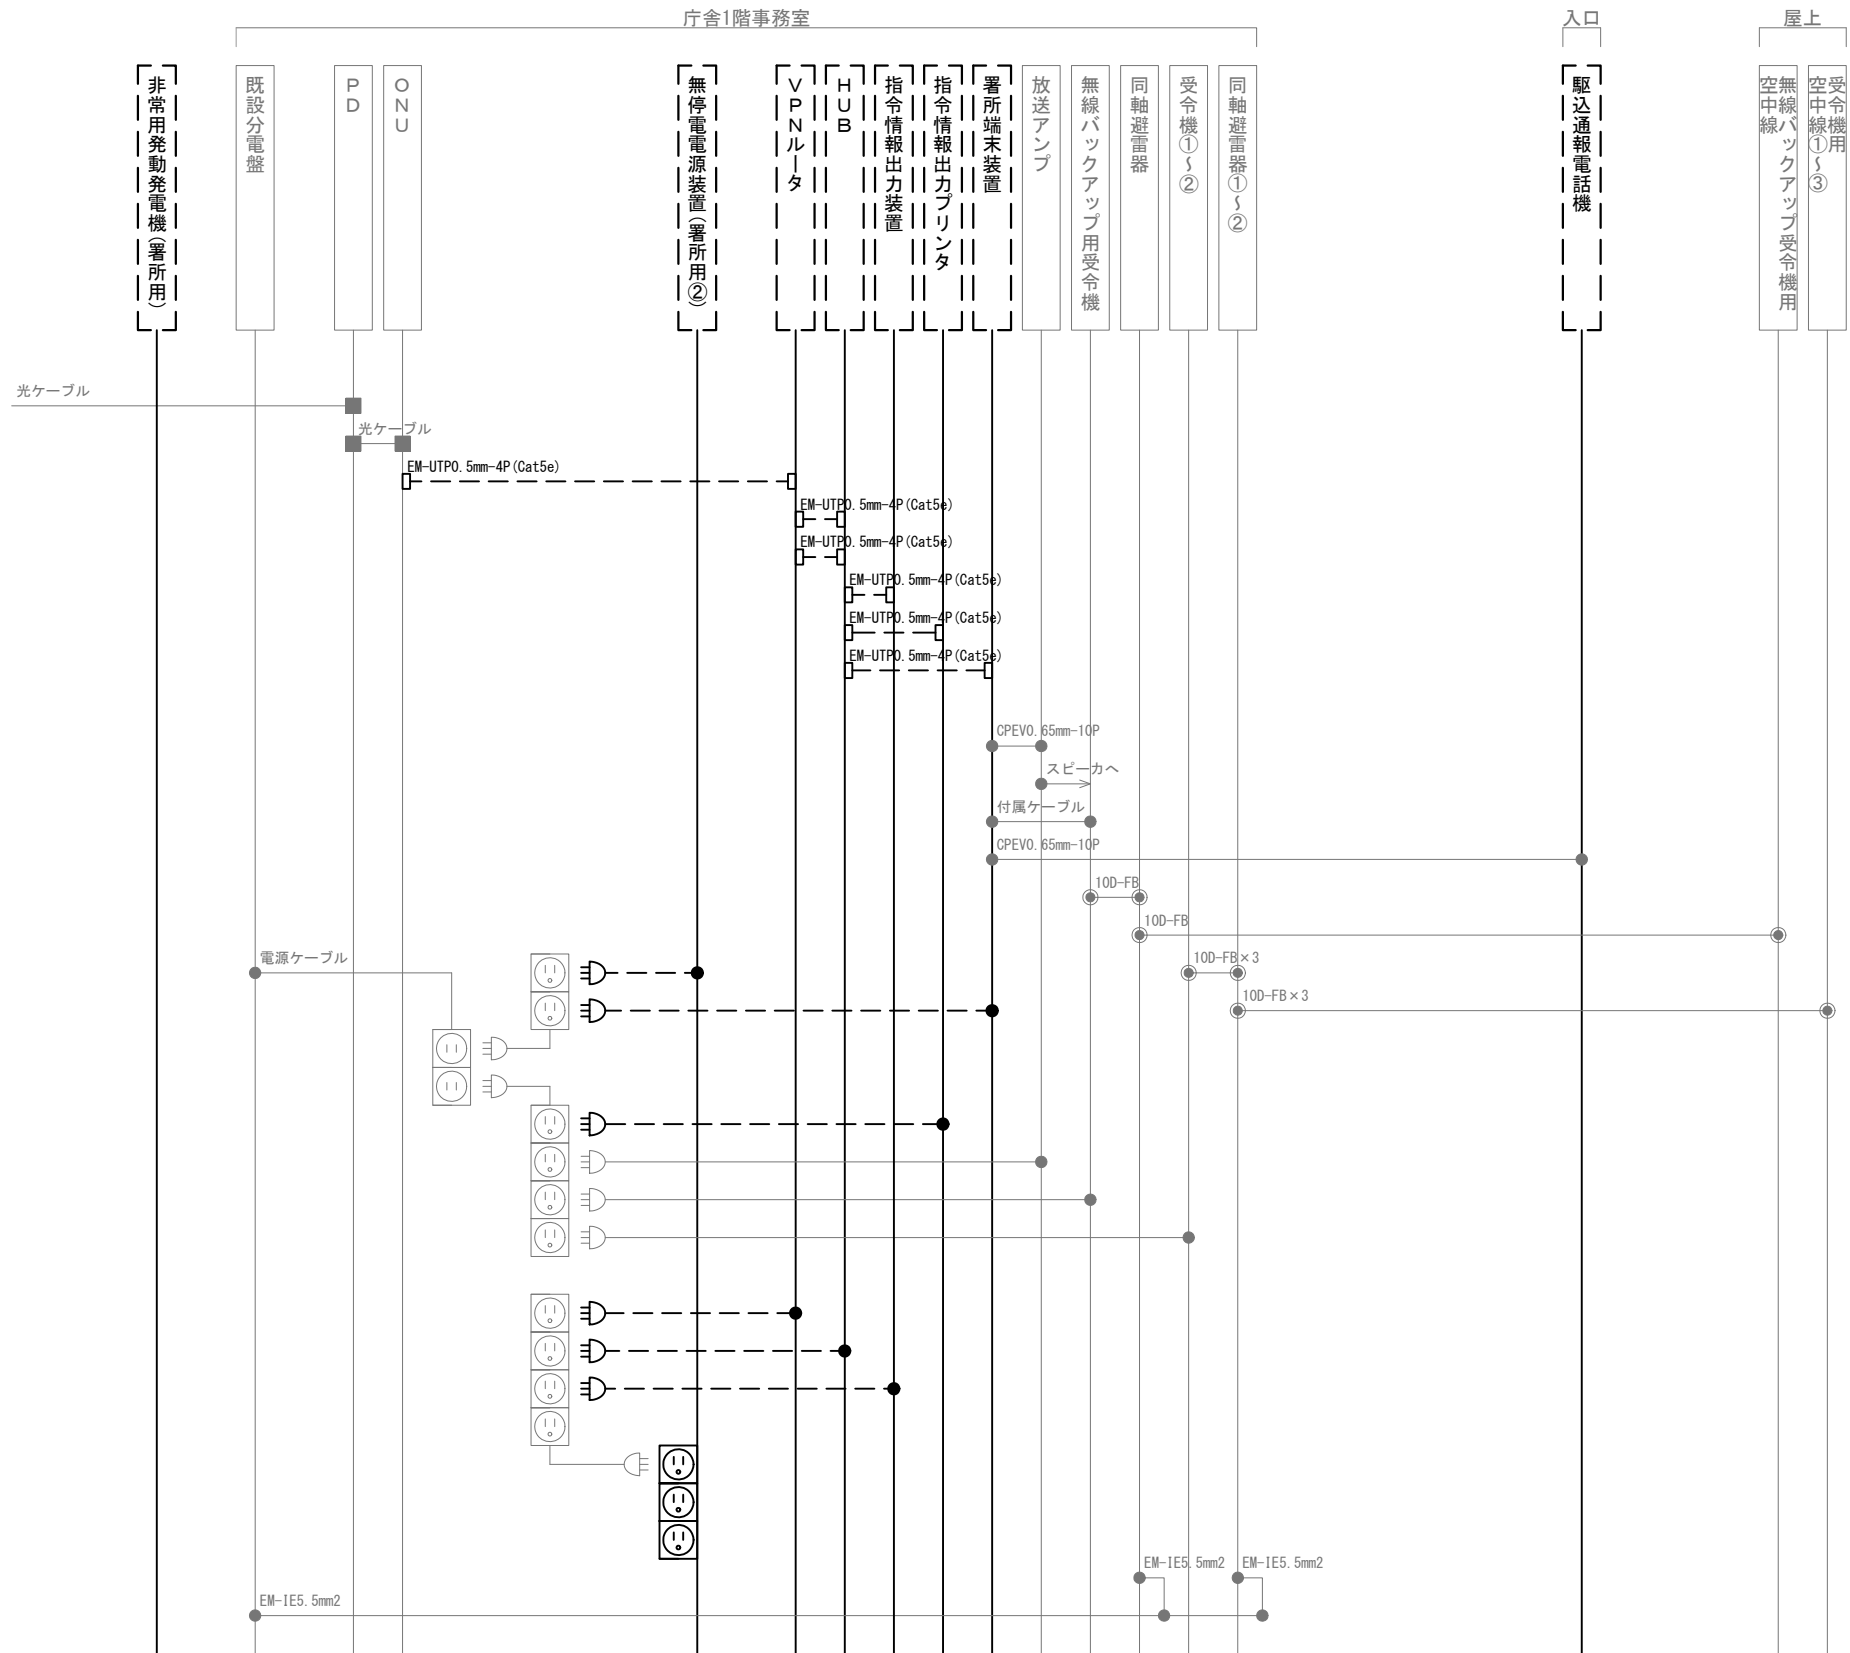 庁舎1階事務室
入口
屋上
非常用発動発電機(署所用)
既設分電盤
PD
ONU
無停電電源装置(署所用②)
VPNルータ
HUB
指令情報出力装置
指令情報出力プリンタ
署所端末装置
放送アンプ
無線バックアップ用受令機
同軸避雷器
受令機①～②
同軸避雷器①～②
駆込通報電話機
無線バックアップ受令機用
空中線
受令機用
空中線①～③
光ケーブル
光ケーブル
EM-UTP0.5mm-4P(Cat5e)
EM-UTP0.5mm-4P(Cat5e)
EM-UTP0.5mm-4P(Cat5e)
EM-UTP0.5mm-4P(Cat5e)
EM-UTP0.5mm-4P(Cat5e)
EM-UTP0.5mm-4P(Cat5e)
CPEV0.65mm-10P
スピーカへ
付属ケーブル
CPEV0.65mm-10P
10D-FB
10D-FB
電源ケーブル
10D-FB×3
10D-FB×3
EM-IE5.5mm2
EM-IE5.5mm2
EM-IE5.5mm2